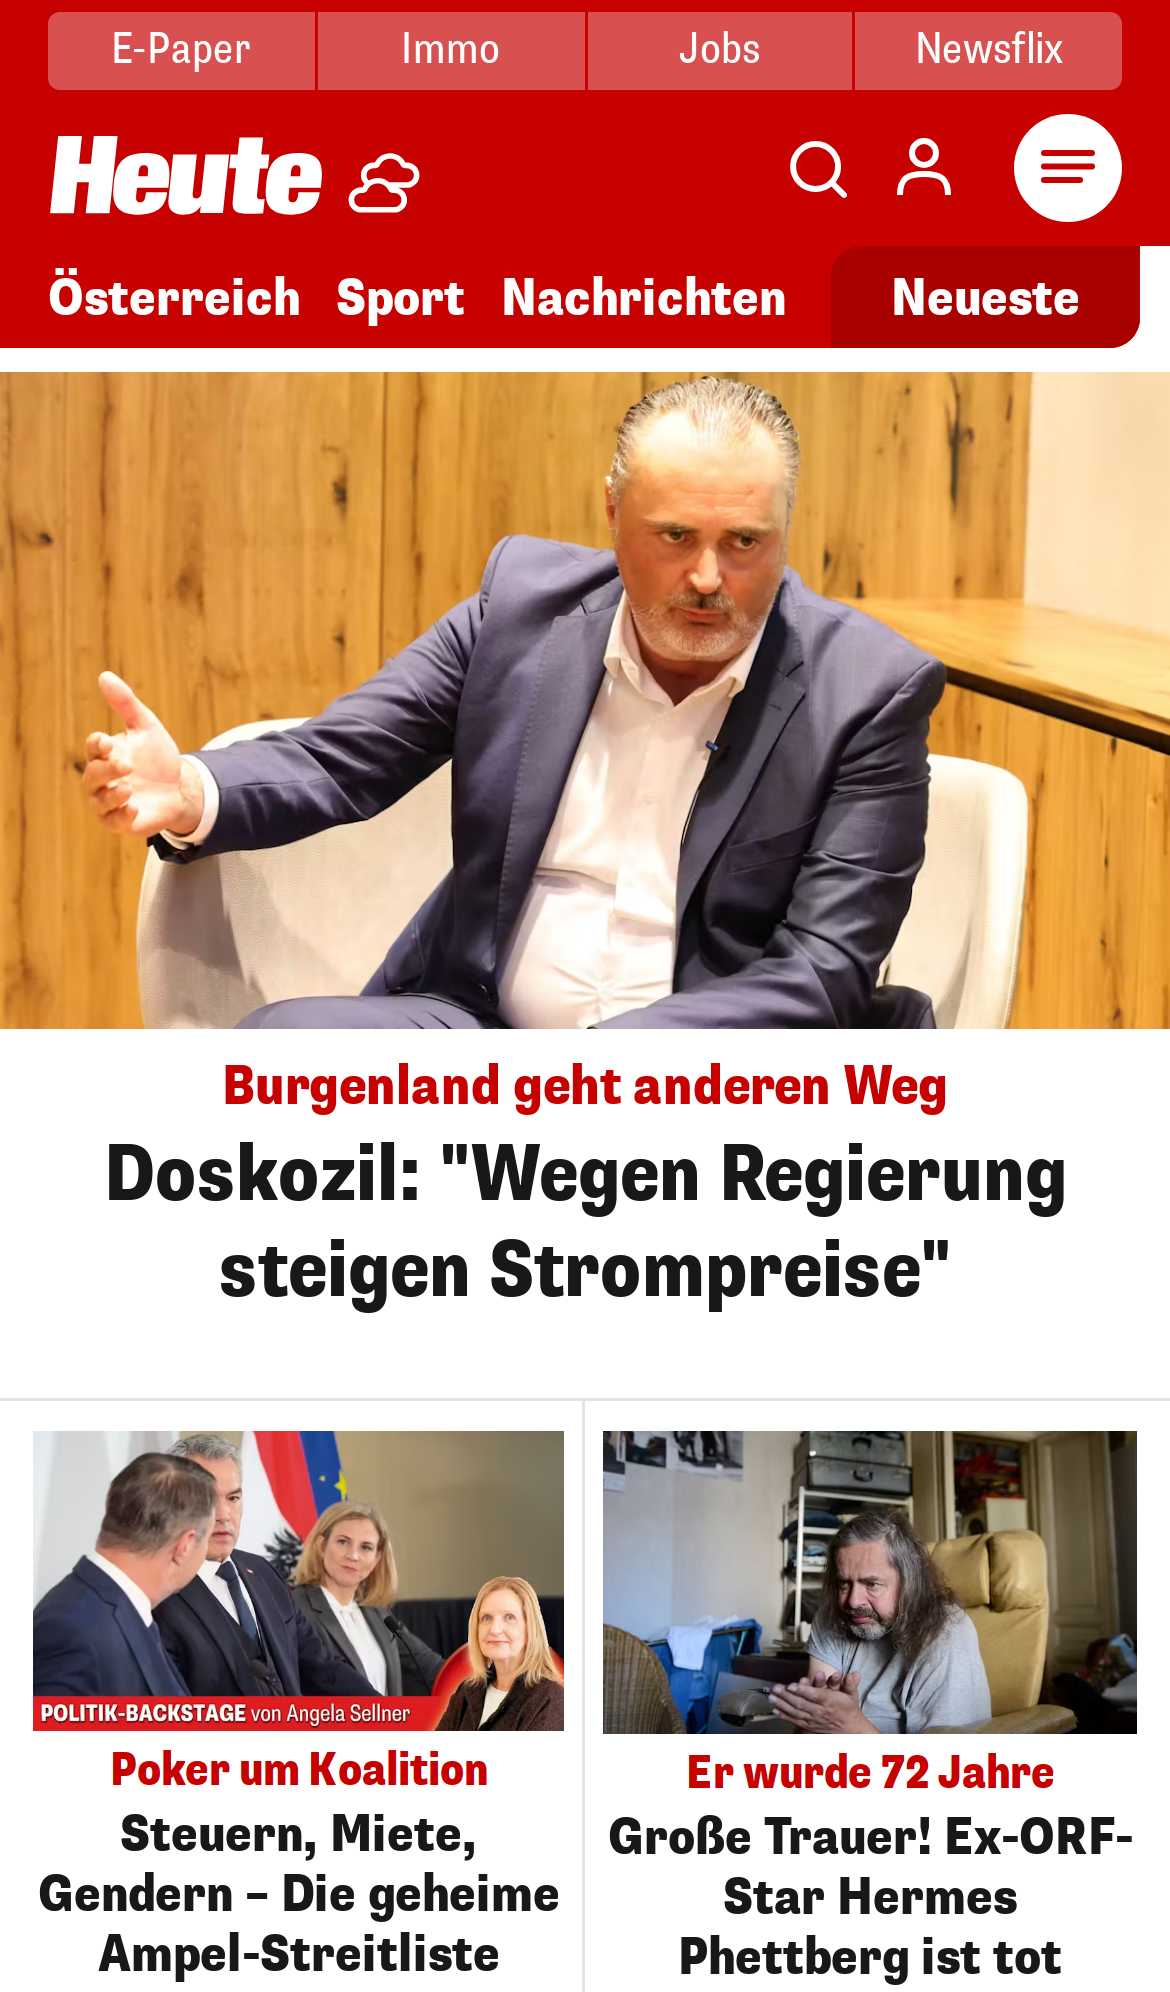 E-Paper Immo Jobs Newsflix
Heute
Österreich Sport Nachrichten Neueste
Burgenland geht anderen Weg
Doskozil: "Wegen Regierung
steigen Strompreise"
POLITIK-BACKSTAGE von Angela Sellner
Poker um Koalition
Steuern, Miete,
Gendern – Die geheime
Ampel-Streitliste
Er wurde 72 Jahre
Große Trauer! Ex-ORF-
Star Hermes
Phettberg ist tot